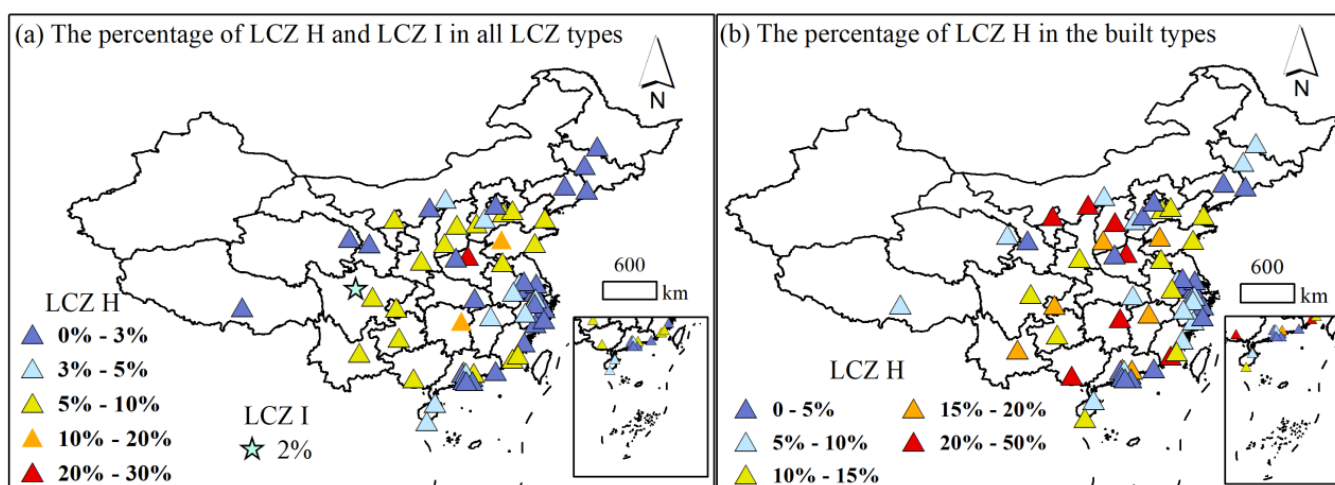 (a) The percentage of LCZ H and LCZ I in all LCZ types
N
600
km
LCZ H
0% - 3%
3% - 5%
5% - 10%
10% - 20%
20% - 30%
LCZ I
2%
(b) The percentage of LCZ H in the built types
N
600
km
LCZ H
0 - 5%
5% - 10%
10% - 15%
15% - 20%
20% - 50%